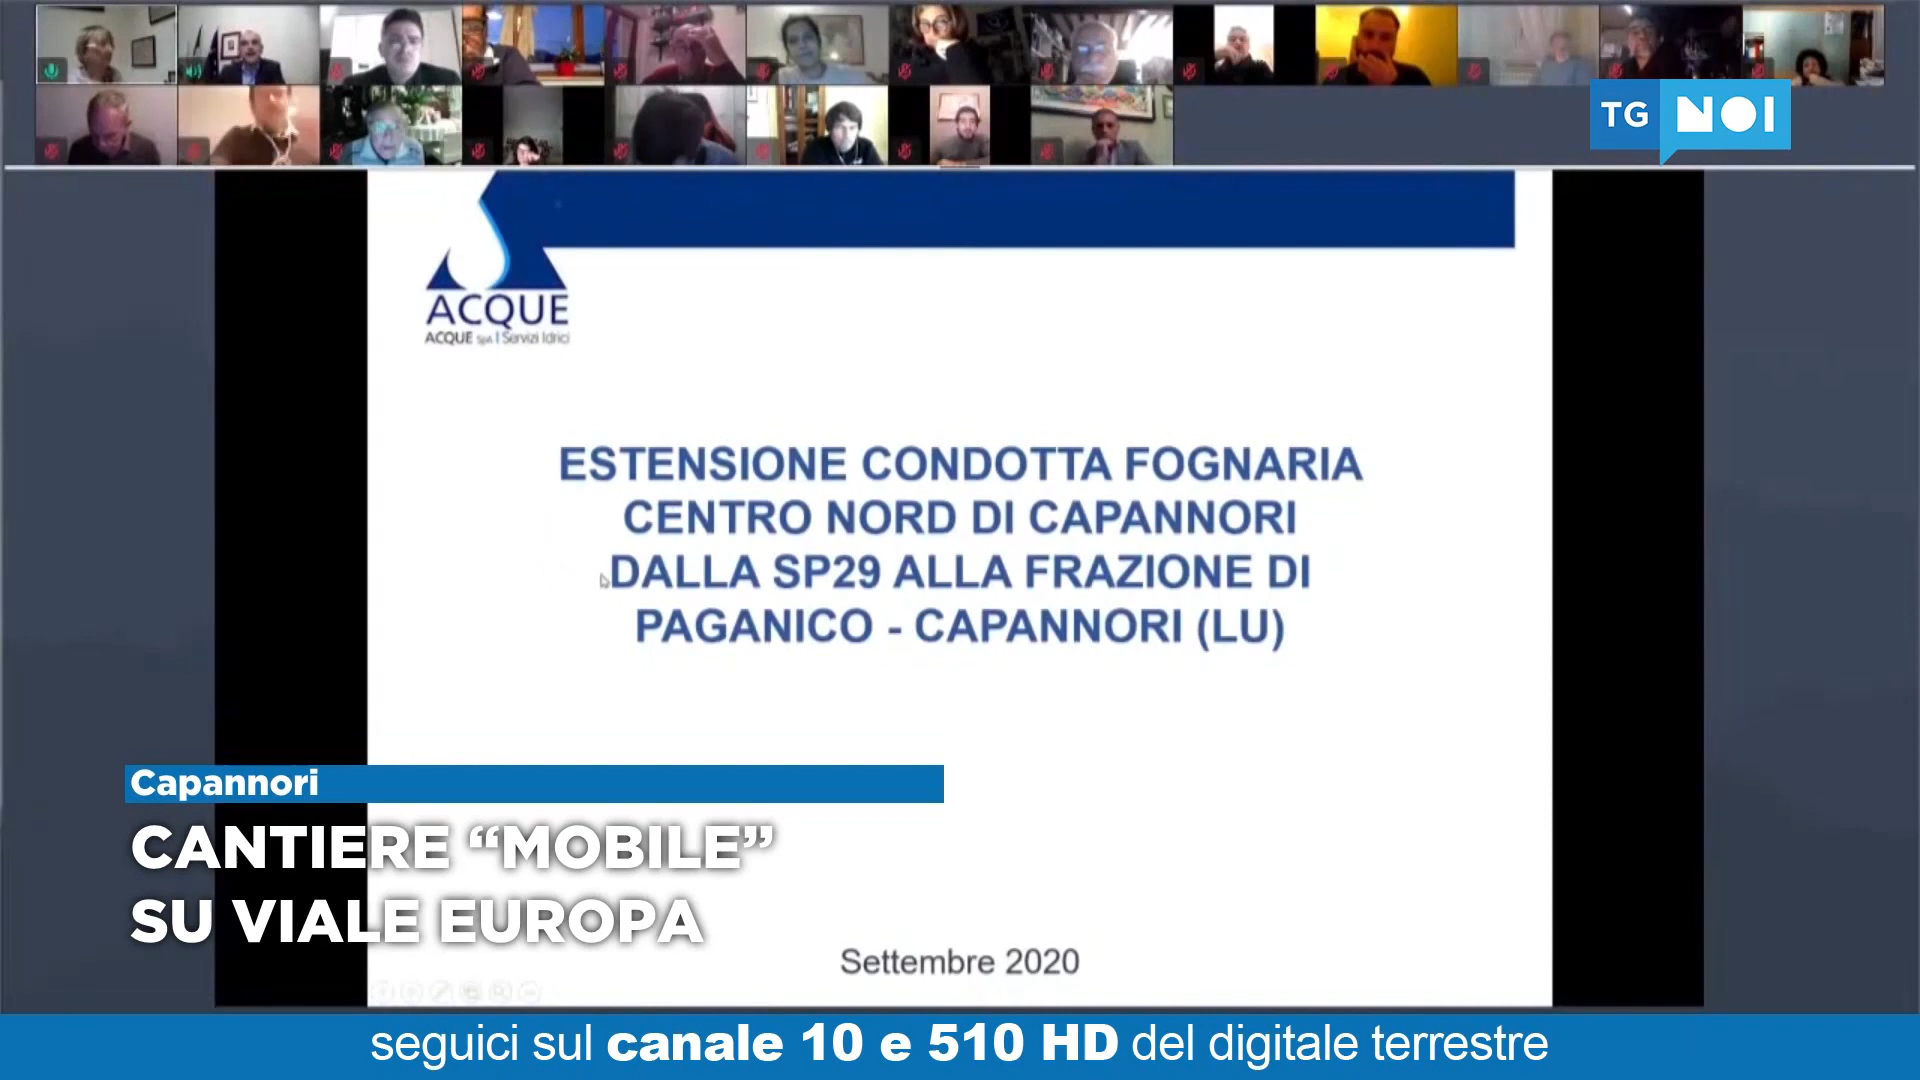 TG NOI
ACQUE
ACQUE SpA | Servizi Idrici
ESTENSIONE CONDOTTA FOGNARIA
CENTRO NORD DI CAPANNORI
DALLA SP29 ALLA FRAZIONE DI
PAGANICO - CAPANNORI (LU)
Capannori
CANTIERE “MOBILE”
SU VIALE EUROPA
Settembre 2020
seguici sul canale 10 e 510 HD del digitale terrestre